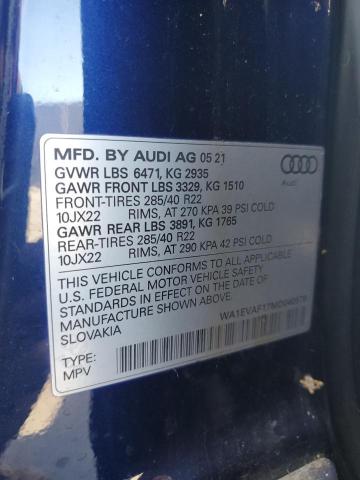 MFD. BY AUDI AG 05 21
GVWR LBS 6471, KG 2935
GAWR FRONT LBS 3329, KG 1510
FRONT-TIRES 285/40 R22
10JX22 RIMS, AT 270 KPA 39 PSI COLD
GAWR REAR LBS 3891, KG 1765
REAR-TIRES 285/40 R22
10JX22 RIMS, AT 290 KPA 42 PSI COLD
THIS VEHICLE CONFORMS TO ALL APPLICABLE
U.S. FEDERAL MOTOR VEHICLE SAFETY
STANDARDS IN EFFECT ON THE DATE OF
MANUFACTURE SHOWN ABOVE.
SLOVAKIA
TYPE:
MPV
Audi